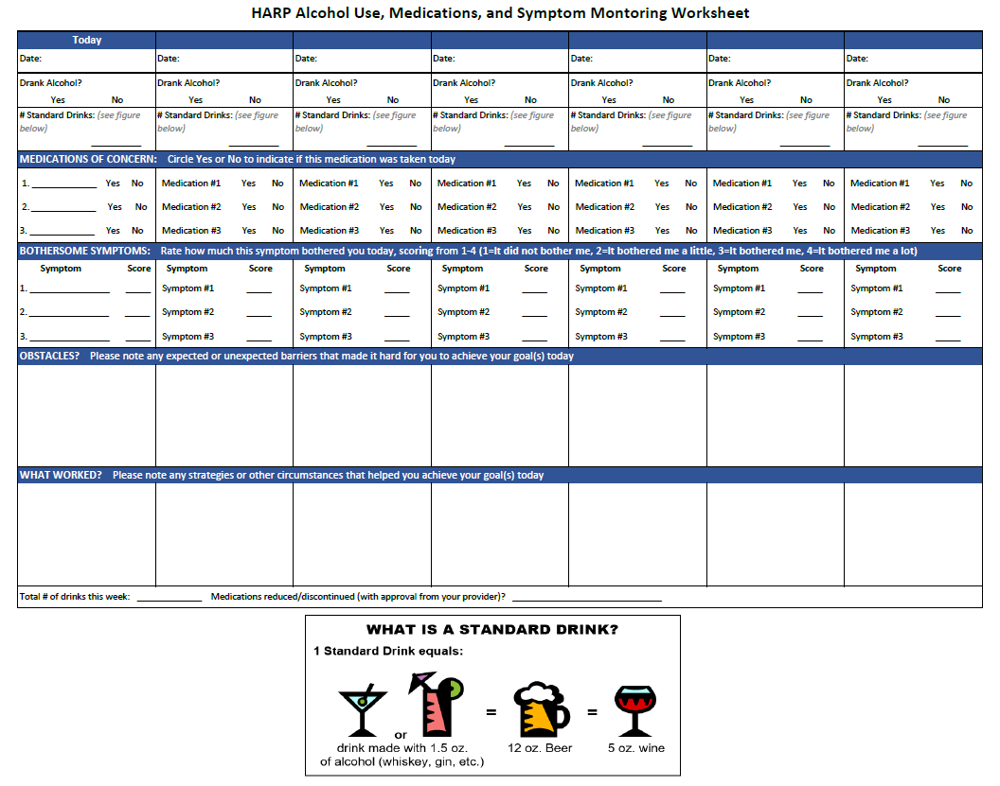 HARP Alcohol Use, Medications, and Symptom Montoring Worksheet
Today
Date: Date: Date: Date: Date: Date: Date:
Drank Alcohol? Drank Alcohol? Drank Alcohol? Drank Alcohol? Drank Alcohol? Drank Alcohol? Drank Alcohol?
Yes No Yes No Yes No Yes No Yes No Yes No Yes No
# Standard Drinks: (see figure # Standard Drinks: (see figure # Standard Drinks: (see figure # Standard Drinks: (see figure # Standard Drinks: (see figure # Standard Drinks: (see figure # Standard Drinks: (see figure
below) below) below) below) below) below) below)
MEDICATIONS OF CONCERN: Circle Yes or No to indicate if this medication was taken today
1. ____________ Yes No Medication #1 Yes No Medication #1 Yes No Medication #1 Yes No Medication #1 Yes No Medication #1 Yes No Medication #1 Yes No
2. ____________ Yes No Medication #2 Yes No Medication #2 Yes No Medication #2 Yes No Medication #2 Yes No Medication #2 Yes No Medication #2 Yes No
3. ____________ Yes No Medication #3 Yes No Medication #3 Yes No Medication #3 Yes No Medication #3 Yes No Medication #3 Yes No Medication #3 Yes No
BOTHERSOME SYMPTOMS: Rate how much this symptom bothered you today, scoring from 1-4 (1=It did not bother me, 2=It bothered me a little, 3=It bothered me, 4=It bothered me a lot)
Symptom Score Symptom Score Symptom Score Symptom Score Symptom Score Symptom Score Symptom Score
1. _______________ _____ Symptom #1 _____ Symptom #1 _____ Symptom #1 _____ Symptom #1 _____ Symptom #1 _____ Symptom #1 _____
2. _______________ _____ Symptom #2 _____ Symptom #2 _____ Symptom #2 _____ Symptom #2 _____ Symptom #2 _____ Symptom #2 _____
3. _______________ _____ Symptom #3 _____ Symptom #3 _____ Symptom #3 _____ Symptom #3 _____ Symptom #3 _____ Symptom #3 _____
OBSTACLES? Please note any expected or unexpected barriers that made it hard for you to achieve your goal(s) today
WHAT WORKED? Please note any strategies or other circumstances that helped you achieve your goal(s) today
Total # of drinks this week: ____________ Medications reduced/discontinued (with approval from your provider)? ____________________________
WHAT IS A STANDARD DRINK?
1 Standard Drink equals:
or = =
drink made with 1.5 oz. 12 oz. Beer 5 oz. wine
of alcohol (whiskey, gin, etc.)